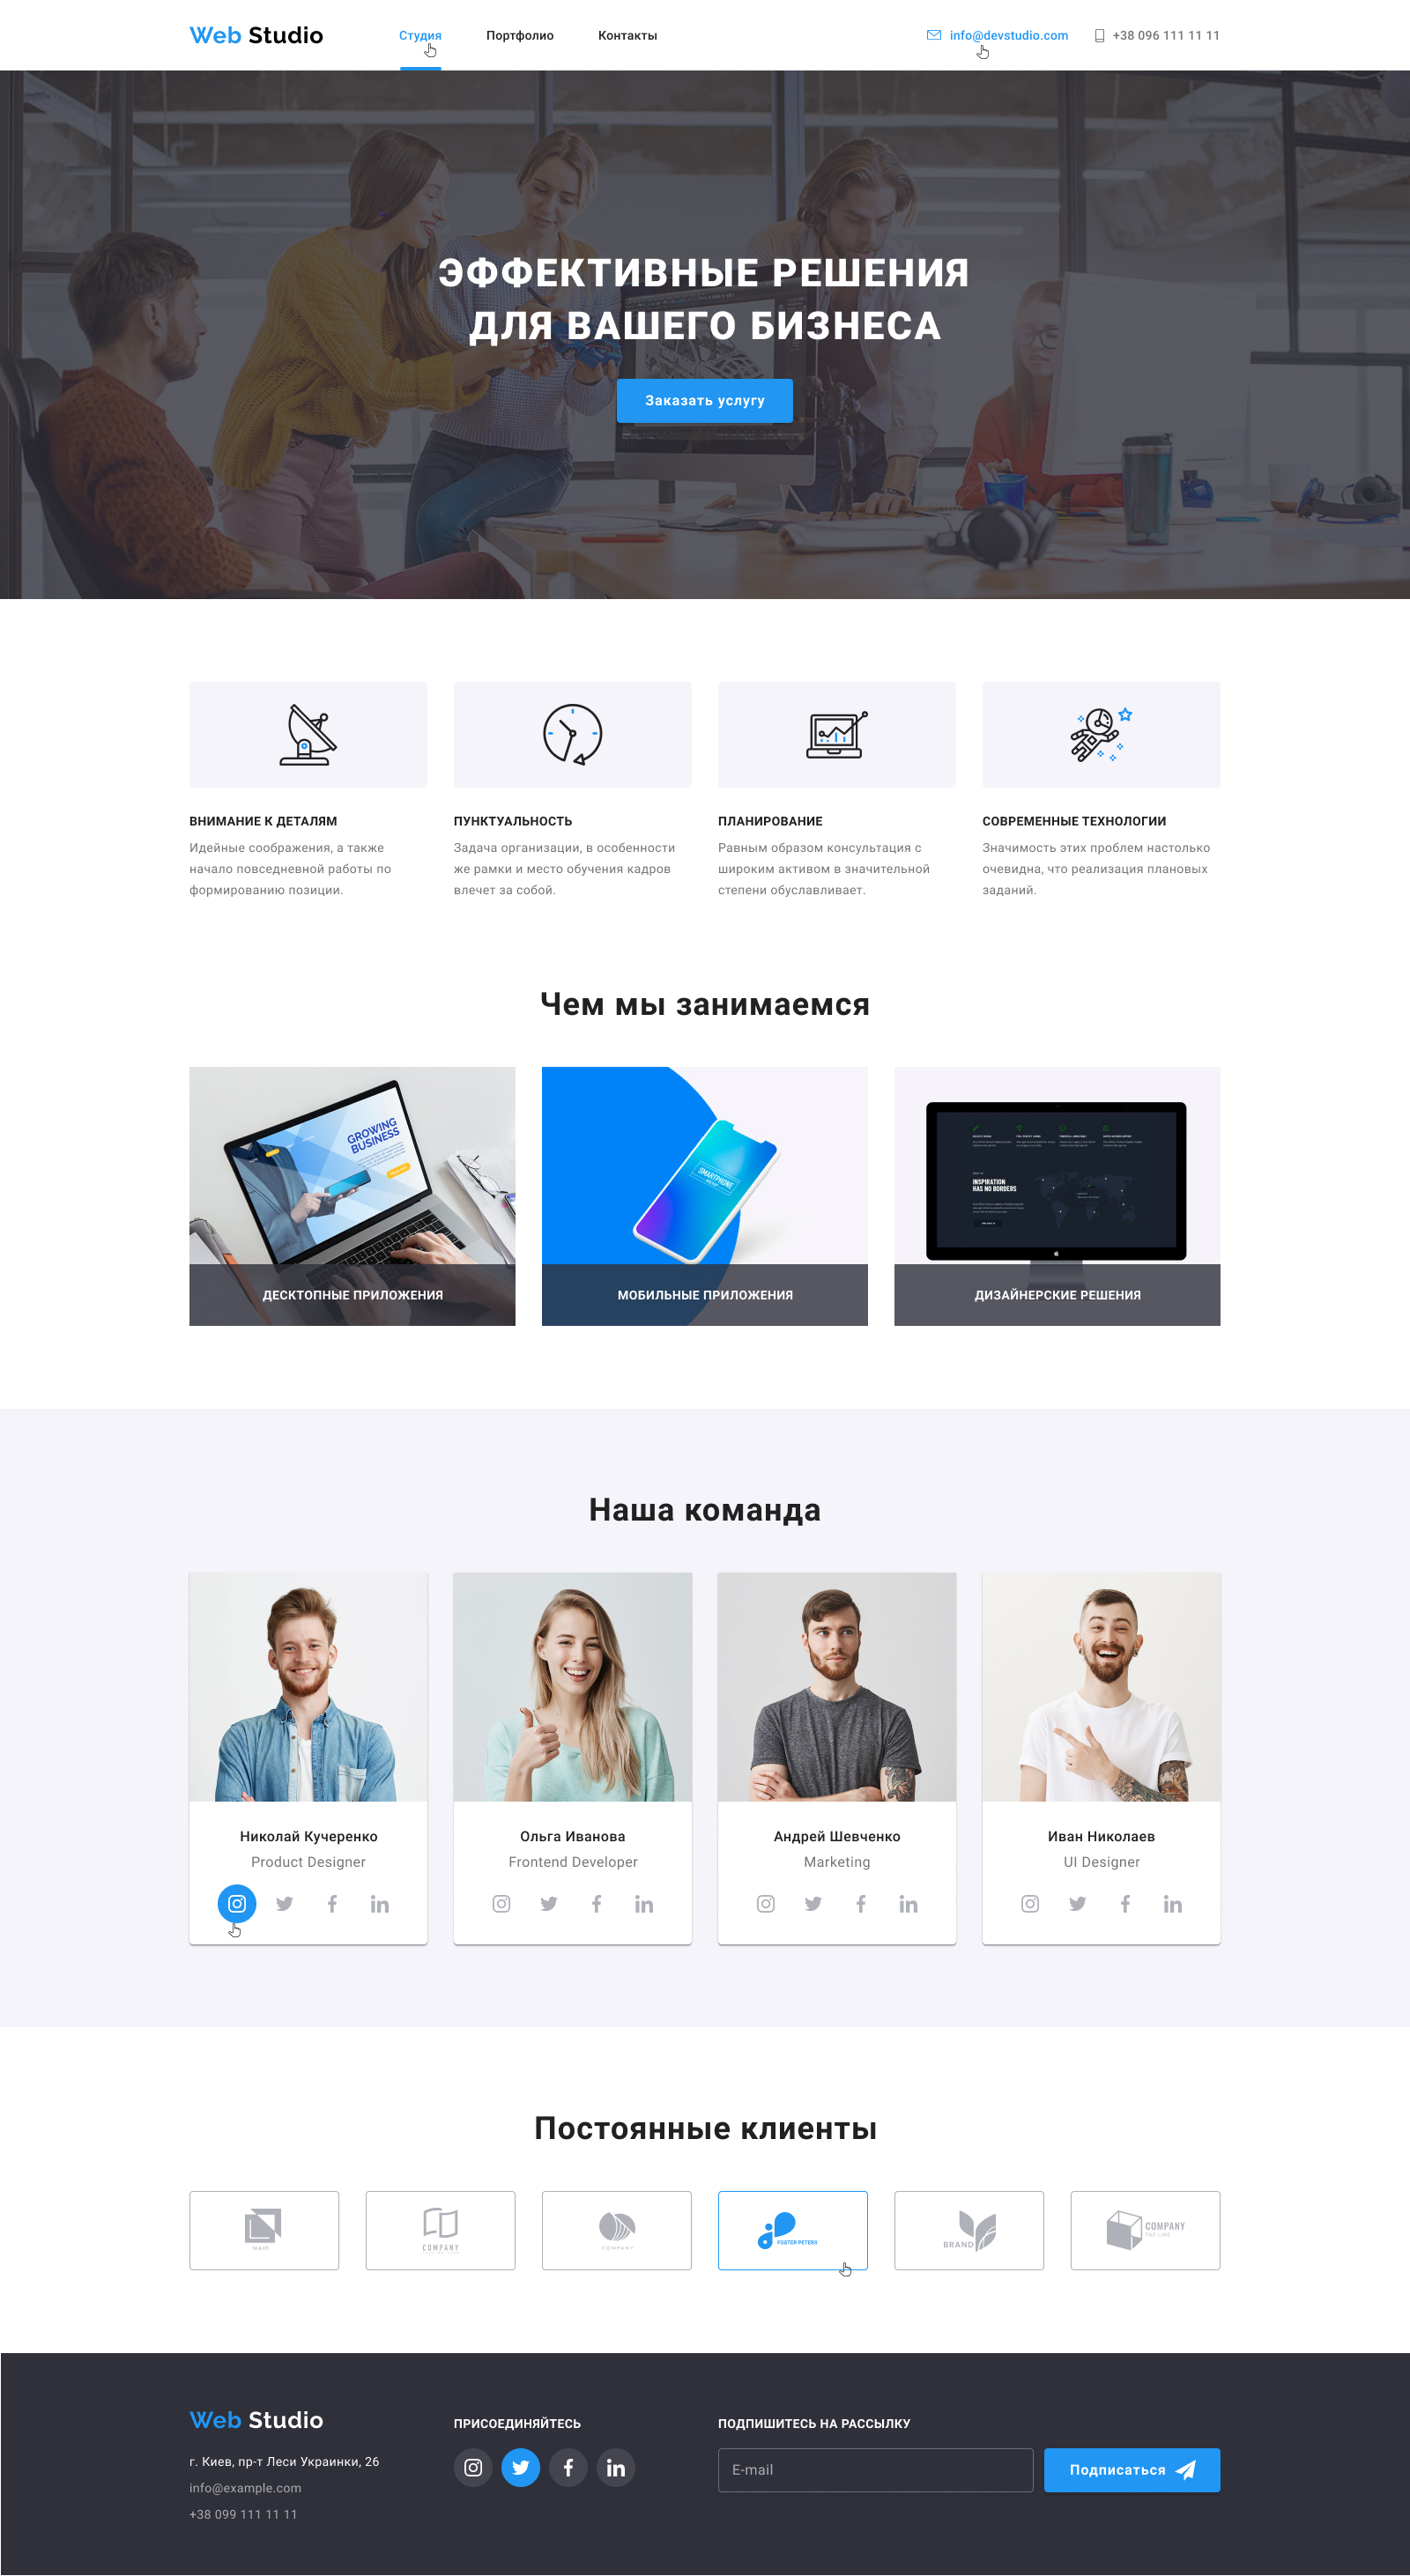 Web Studio
Студия
Портфолио
Контакты
info@devstudio.com
+38 096 111 11 11
ЭФФЕКТИВНЫЕ РЕШЕНИЯ
ДЛЯ ВАШЕГО БИЗНЕСА
Заказать услугу
ВНИМАНИЕ К ДЕТАЛЯМ
Идейные соображения, а также
начало повседневной работы по
формированию позиции.
ПУНКТУАЛЬНОСТЬ
Задача организации, в особенности
же рамки и место обучения кадров
влечет за собой.
ПЛАНИРОВАНИЕ
Равным образом консультация с
широким активом в значительной
степени обуславливает.
СОВРЕМЕННЫЕ ТЕХНОЛОГИИ
Значимость этих проблем настолько
очевидна, что реализация плановых
заданий.
Чем мы занимаемся
GROWING
BUSINESS
ДЕСКТОПНЫЕ ПРИЛОЖЕНИЯ
SMARTPHONE
МОБИЛЬНЫЕ ПРИЛОЖЕНИЯ
INSPIRATION
HAS NO BORDERS
ДИЗАЙНЕРСКИЕ РЕШЕНИЯ
Наша команда
Николай Кучеренко
Product Designer
Ольга Иванова
Frontend Developer
Андрей Шевченко
Marketing
Иван Николаев
UI Designer
Постоянные клиенты
COMPANY
COMPANY
FOSTER PETERS
BRAND
COMPANY
TAG LINE
Web Studio
г. Киев, пр-т Леси Украинки, 26
info@example.com
+38 099 111 11 11
ПРИСОЕДИНЯЙТЕСЬ
ПОДПИШИТЕСЬ НА РАССЫЛКУ
E-mail
Подписаться